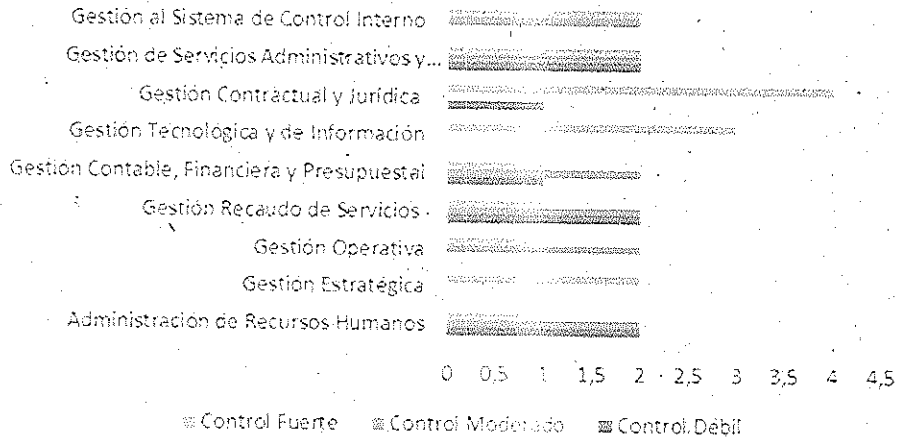 Gestión al Sistema de Control Interno
Gestión de Servicios Administrativos y...
Gestión Contractual y Jurídica
Gestión Tecnológica y de Información
Gestión Contable, Financiera y Presupuestal
Gestión Recaudo de Servicios
Gestión Operativa
Gestión Estratégica
Administración de Recursos Humanos
0 0,5 1 1,5 2 2,5 3 3,5 4 4,5
Control Fuerte Control Moderado Control Débil